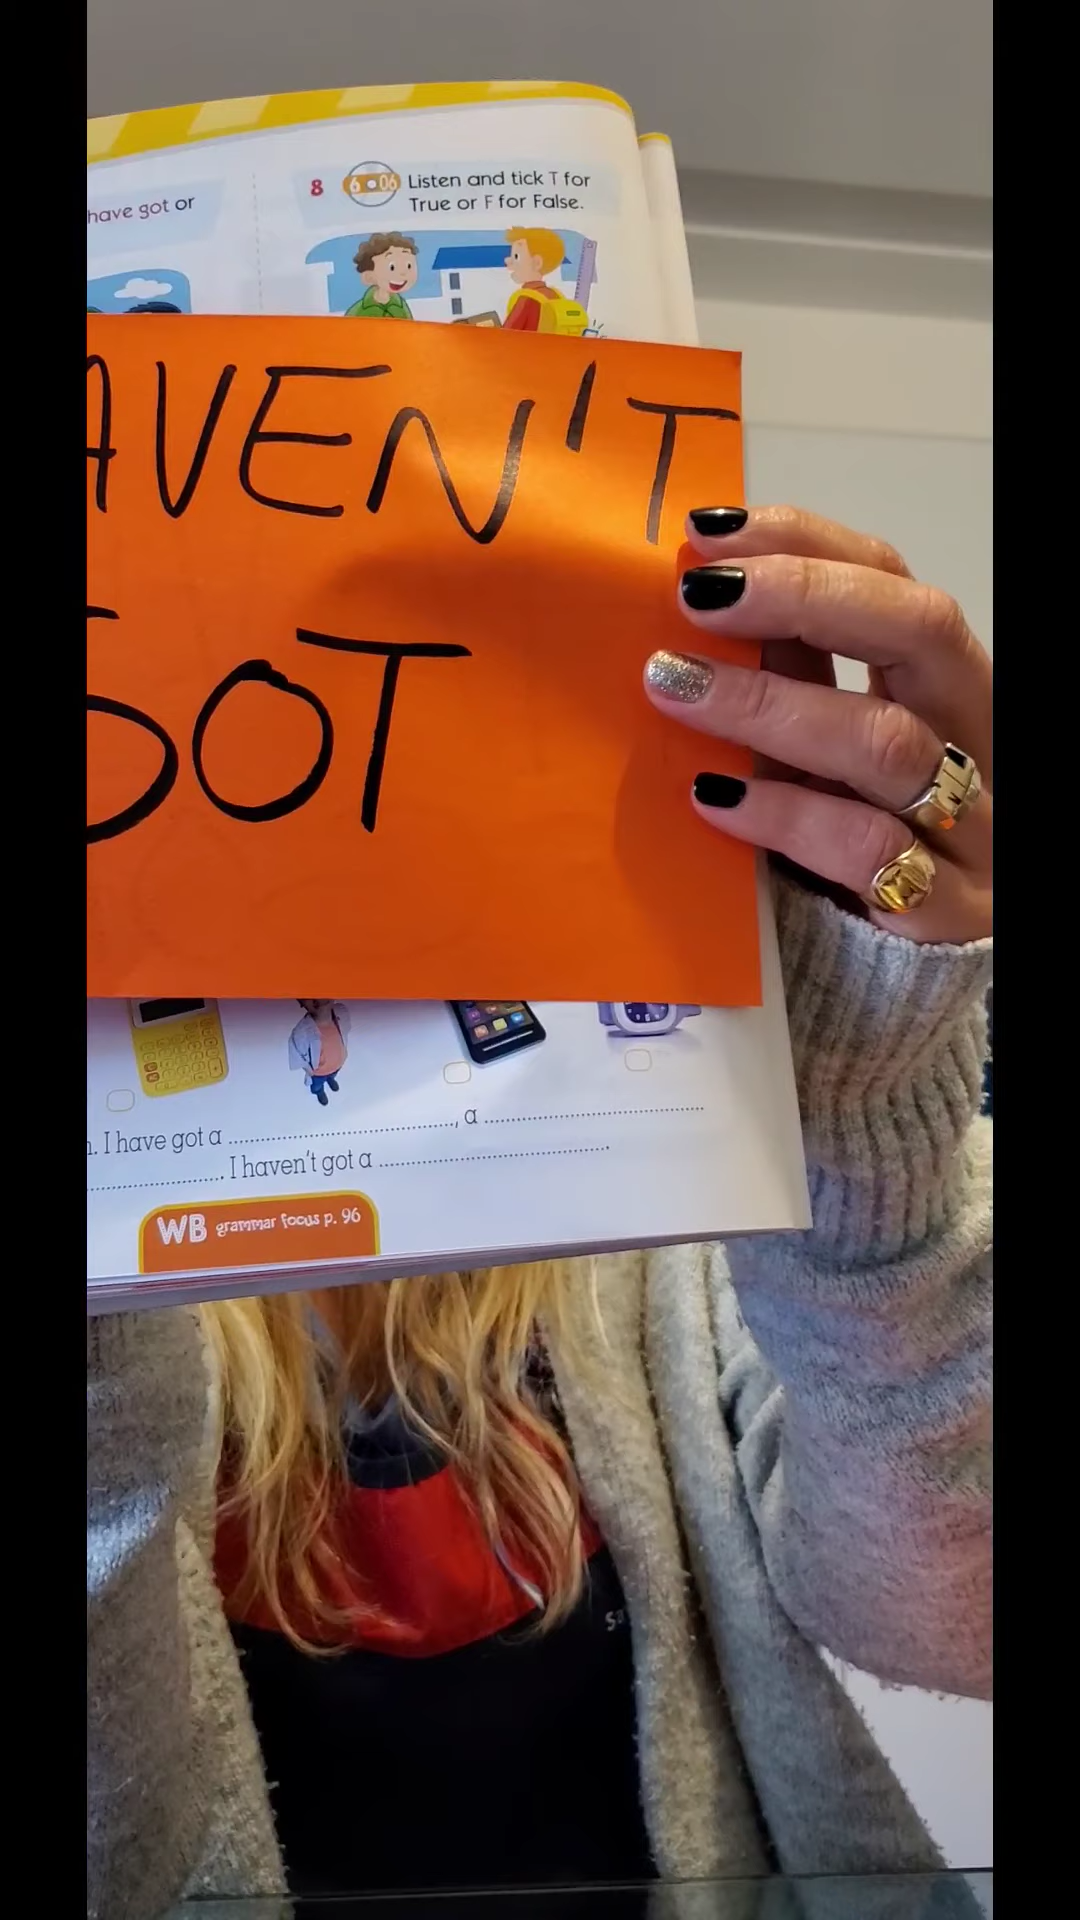 have got or
8 6•06 Listen and tick T for
True or F for False.
AVEN'T
GOT
I have got a ........................, a ........................
......................... I haven't got a ........................
WB grammar focus p. 96